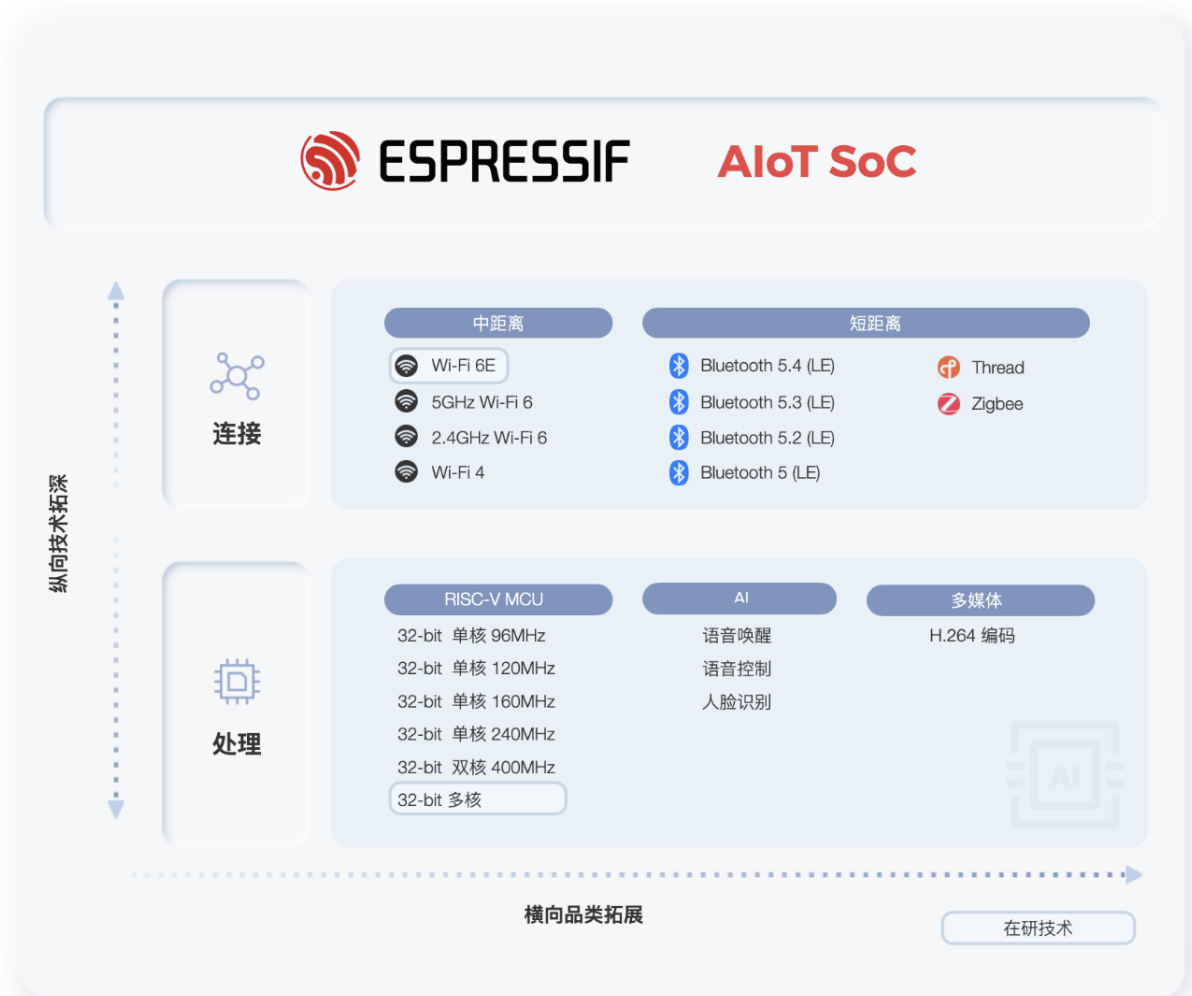 ESPRESSIF AIoT SoC
纵向技术拓深
连接
中距离
Wi-Fi 6E
5GHz Wi-Fi 6
2.4GHz Wi-Fi 6
Wi-Fi 4
短距离
Bluetooth 5.4 (LE)
Bluetooth 5.3 (LE)
Bluetooth 5.2 (LE)
Bluetooth 5 (LE)
Thread
Zigbee
处理
RISC-V MCU
32-bit 单核 96MHz
32-bit 单核 120MHz
32-bit 单核 160MHz
32-bit 单核 240MHz
32-bit 双核 400MHz
32-bit 多核
AI
语音唤醒
语音控制
人脸识别
多媒体
H.264 编码
AI
横向品类拓展
在研技术